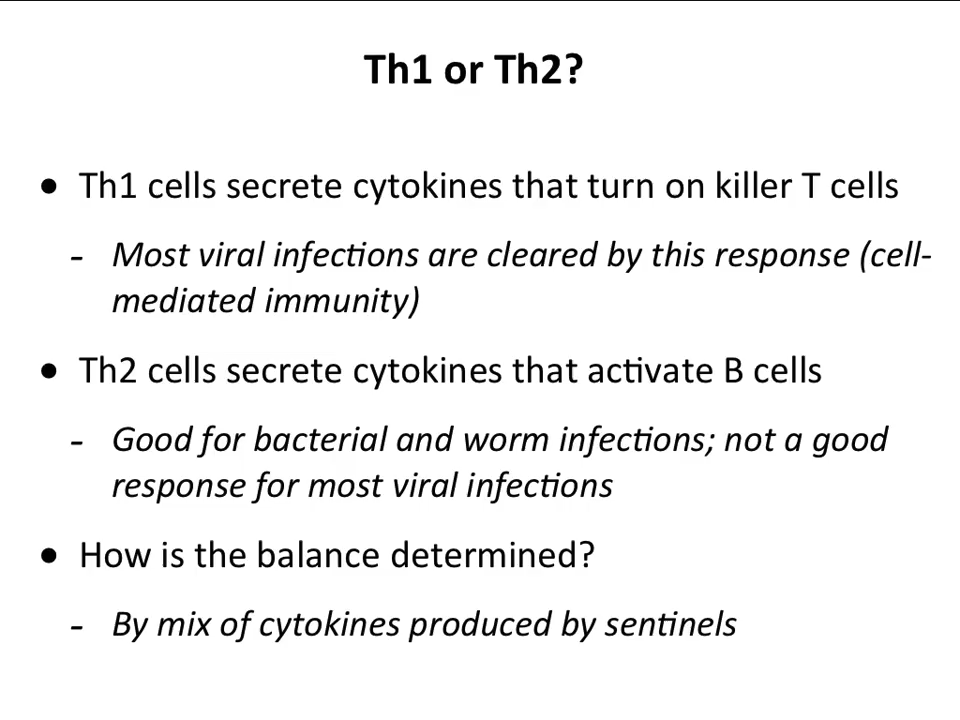 Th1 or Th2?
• Th1 cells secrete cytokines that turn on killer T cells
- Most viral infections are cleared by this response (cell-
mediated immunity)
• Th2 cells secrete cytokines that activate B cells
- Good for bacterial and worm infections; not a good
response for most viral infections
• How is the balance determined?
- By mix of cytokines produced by sentinels